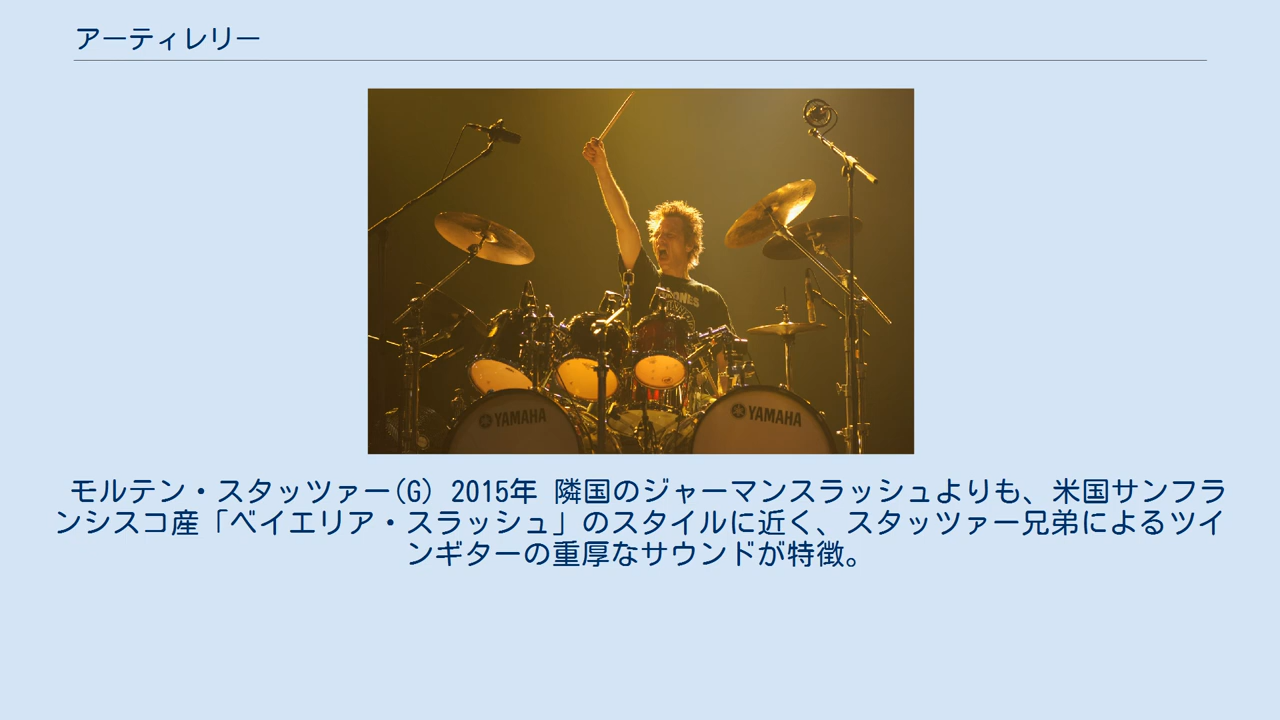 アーティレリー
YAMAHA
YAMAHA
モルテン・スタッツァー(G) 2015年 隣国のジャーマンスラッシュよりも、米国サンフラ
ンシスコ産「ベイエリア・スラッシュ」のスタイルに近く、スタッツァー兄弟によるツイ
ンギターの重厚なサウンドが特徴。